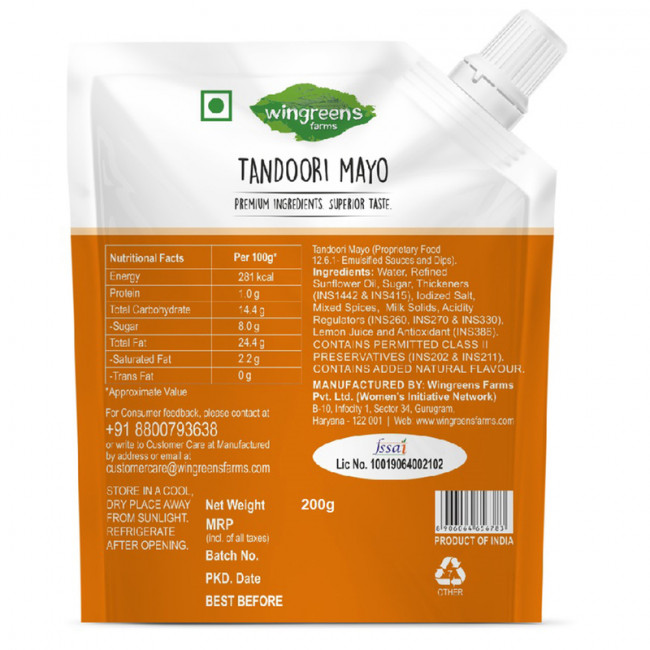 wingreens
farms
TANDOORI MAYO
PREMIUM INGREDIENTS. SUPERIOR TASTE.
Nutritional Facts Per 100g*
Energy 281 kcal
Protein 1.0 g
Total Carbohydrate 14.4 g
-Sugar 8.0 g
Total Fat 24.4 g
-Saturated Fat 2.2 g
-Trans Fat 0 g
*Approximate Value
For Consumer feedback, please contact at
+91 8800793638
or write to Customer Care at Manufactured
by address or email at
customercare@wingreensfarms.com
STORE IN A COOL,
DRY PLACE AWAY
FROM SUNLIGHT.
REFRIGERATE
AFTER OPENING.
Net Weight 200g
MRP
(incl. of all taxes)
Batch No.
PKD. Date
BEST BEFORE
Tandoori Mayo (Proprietary Food
12.6.1- Emulsified Sauces and Dips).
Ingredients: Water, Refined
Sunflower Oil, Sugar, Thickeners
(INS1442 & INS415), Iodized Salt,
Mixed Spices, Milk Solids, Acidity
Regulators (INS260, INS270 & INS330),
Lemon Juice and Antioxidant (INS386).
CONTAINS PERMITTED CLASS II
PRESERVATIVES (INS202 & INS211).
CONTAINS ADDED NATURAL FLAVOUR.
MANUFACTURED BY: Wingreens Farms
Pvt. Ltd. (Women's Initiative Network)
B-10, Infocity 1, Sector 34, Gurugram.
Haryana - 122 001 | Web: www.wingreensfarms.com
fssai
Lic No. 10019064002102
8 906064 656783
PRODUCT OF INDIA
OTHER